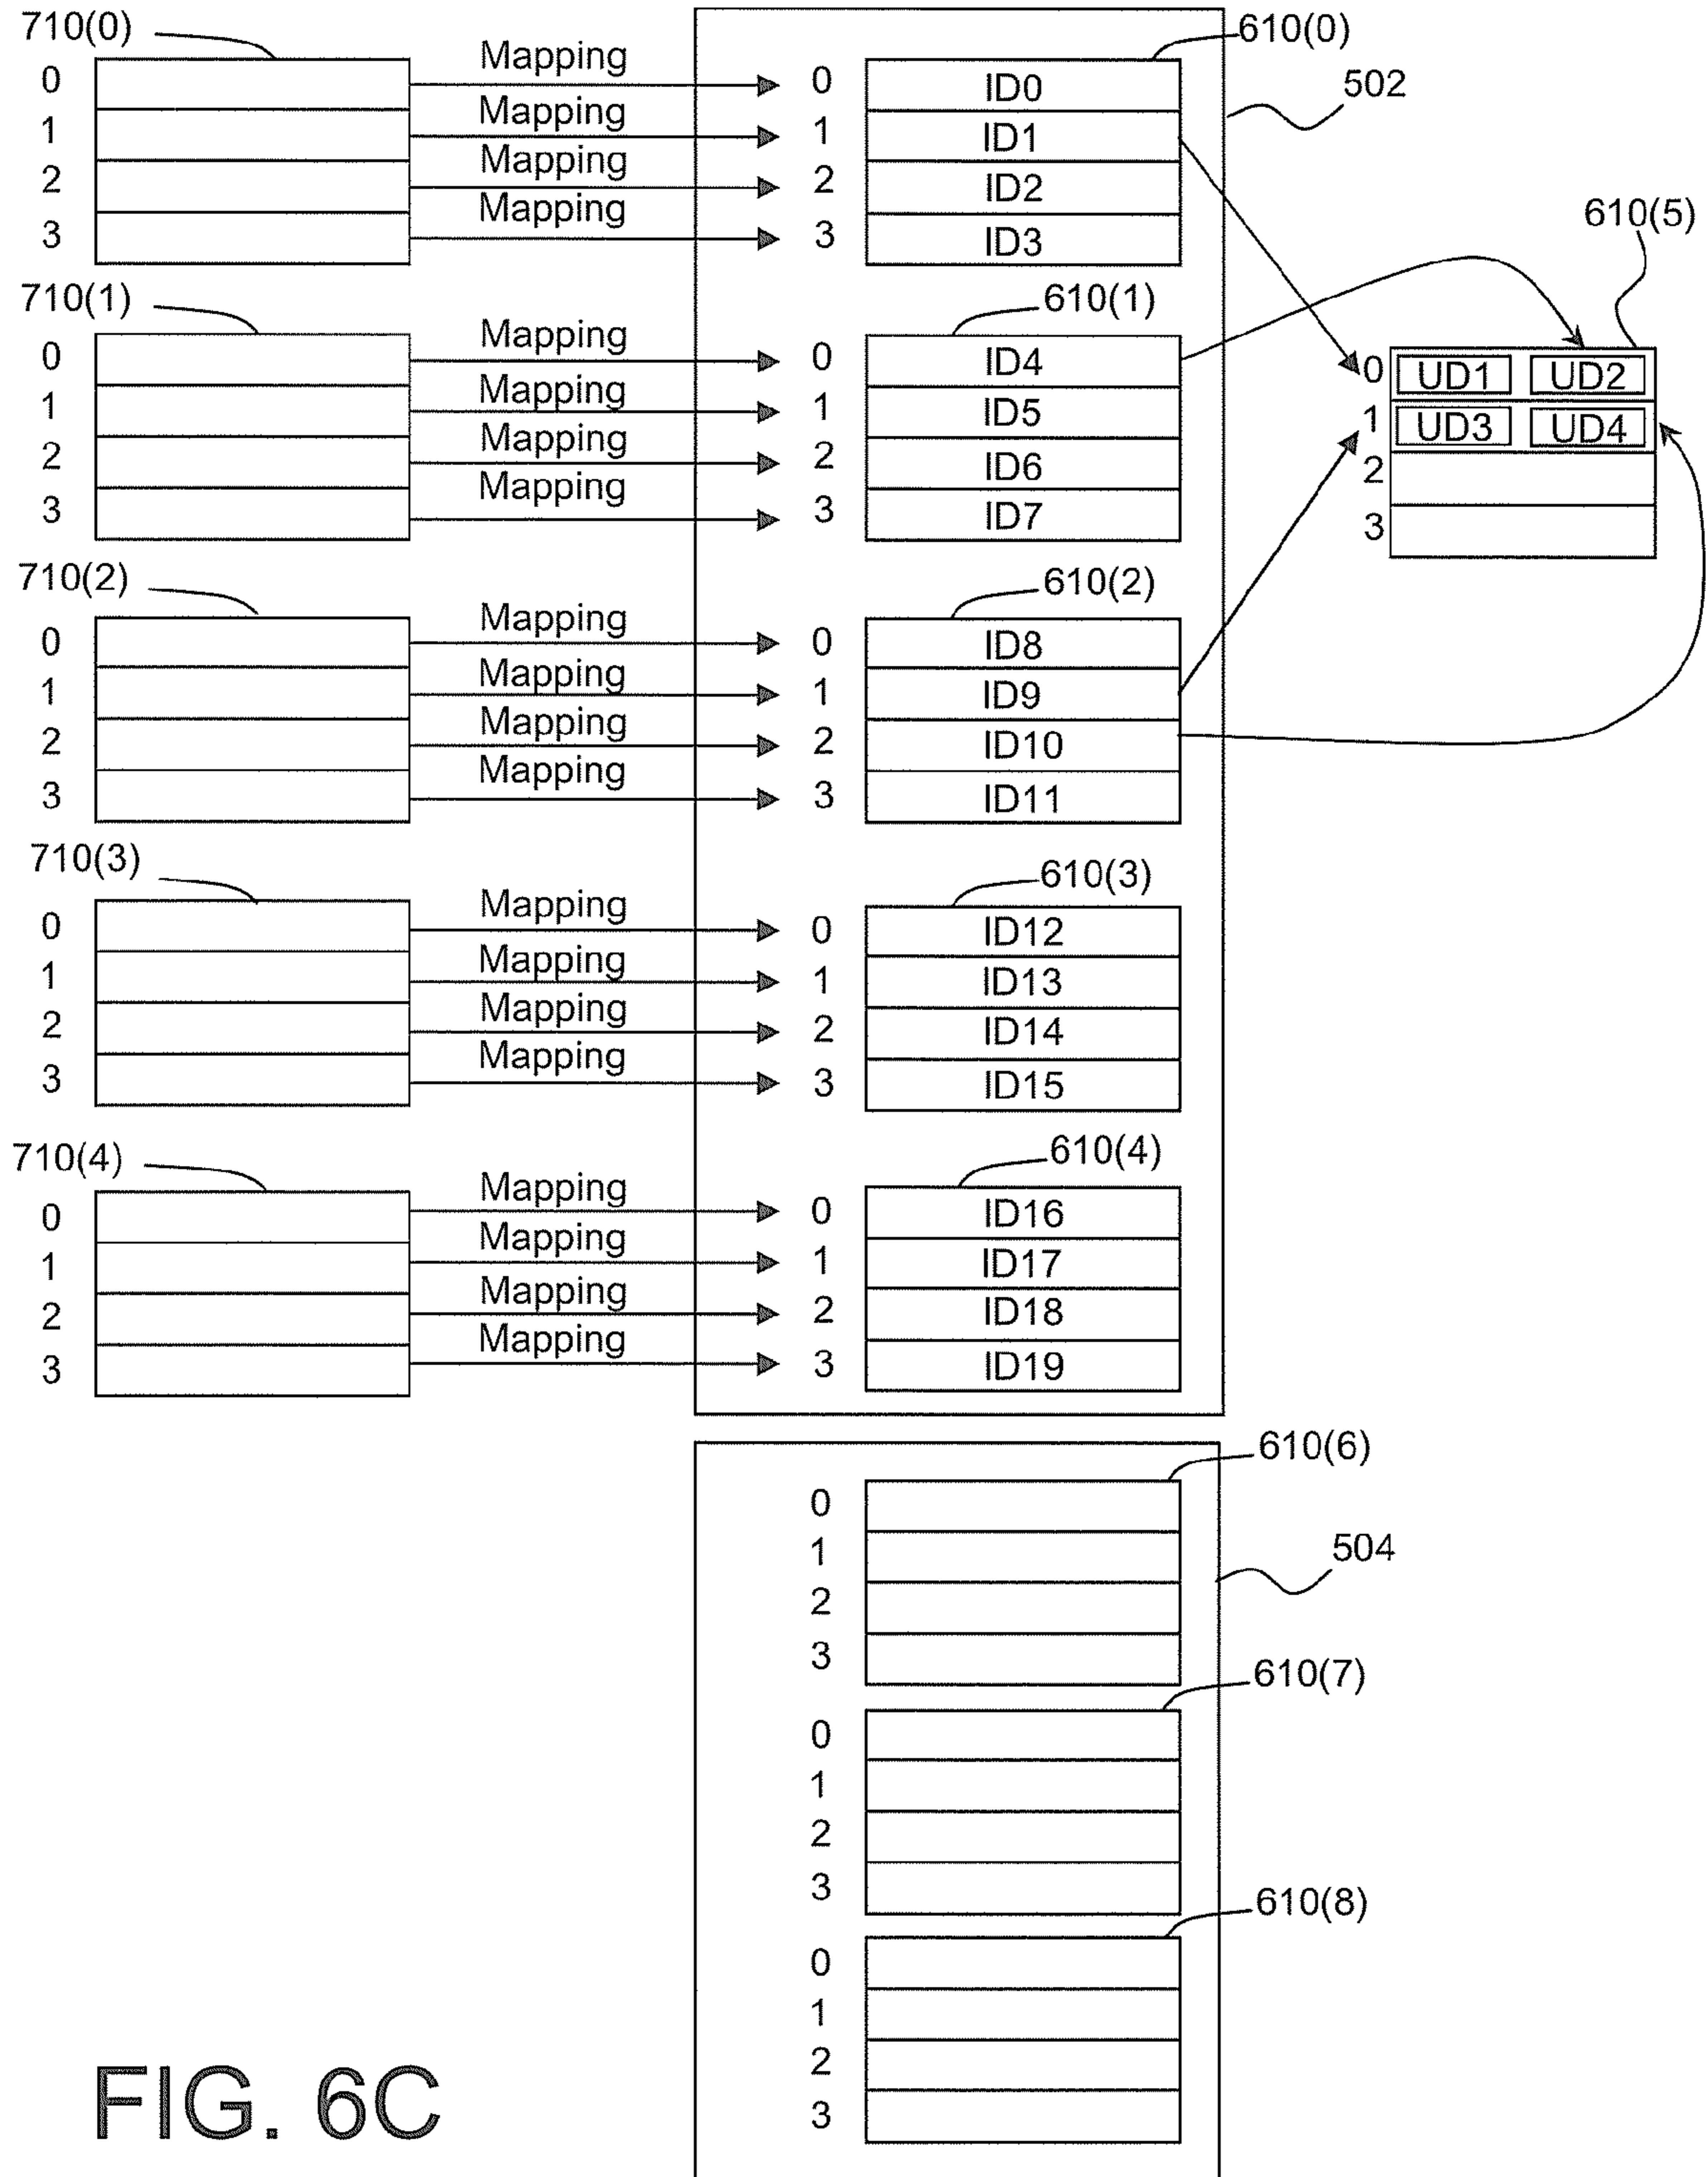 710(0) 610(0)
Mapping
0 0 ID0 502
Mapping
1 1 ID1
Mapping
2 2 ID2
Mapping
3 3 ID3
610(5)
710(1) 610(1)
Mapping
0 0 ID4
0 UD1 UD2
Mapping
1 1 ID5
1 UD3 UD4
Mapping
2 2 ID6
2
Mapping
3 3 ID7
3
710(2) 610(2)
Mapping
0 0 ID8
Mapping
1 1 ID9
Mapping
2 2 ID10
Mapping
3 3 ID11
710(3) 610(3)
Mapping
0 0 ID12
Mapping
1 1 ID13
Mapping
2 2 ID14
Mapping
3 3 ID15
710(4) 610(4)
Mapping
0 0 ID16
Mapping
1 1 ID17
Mapping
2 2 ID18
Mapping
3 3 ID19
610(6)
0
1 504
2
3
610(7)
0
1
2
3
610(8)
0
1
2
3
FIG. 6C